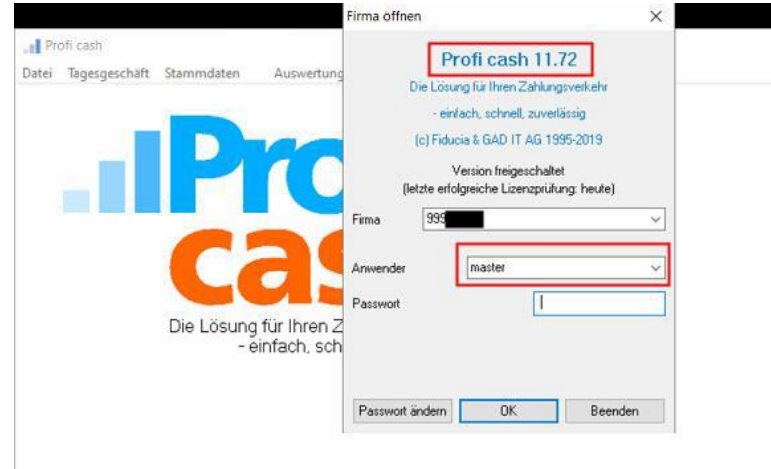 Profi cash
Datei Tagesgeschäft Stammdaten Auswertung
Pro
cas
Die Lösung für Ihren Z
- einfach, sch
Firma öffnen
Profi cash 11.72
Die Lösung für Ihren Zahlungsverkehr
- einfach, schnell, zuverlässig
(c) Fiducia & GAD IT AG 1995-2019
Version freigeschaltet
(letzte erfolgreiche Lizenzprüfung: heute)
Firma 999
Anwender master
Passwort
Passwort ändern OK Beenden